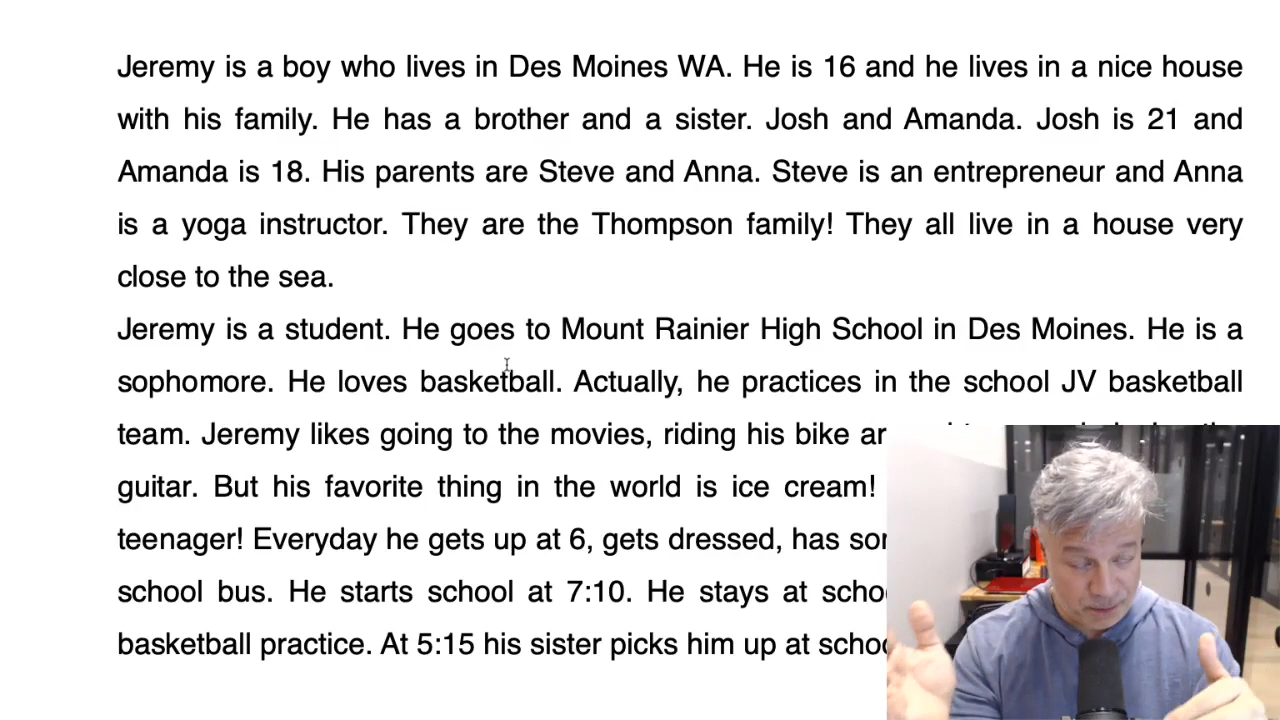 Jeremy is a boy who lives in Des Moines WA. He is 16 and he lives in a nice house
with his family. He has a brother and a sister. Josh and Amanda. Josh is 21 and
Amanda is 18. His parents are Steve and Anna. Steve is an entrepreneur and Anna
is a yoga instructor. They are the Thompson family! They all live in a house very
close to the sea.
Jeremy is a student. He goes to Mount Rainier High School in Des Moines. He is a
sophomore. He loves basketball. Actually, he practices in the school JV basketball
team. Jeremy likes going to the movies, riding his bike
guitar. But his favorite thing in the world is ice cream!
teenager! Everyday he gets up at 6, gets dressed, has
school bus. He starts school at 7:10. He stays at
basketball practice. At 5:15 his sister picks him up at